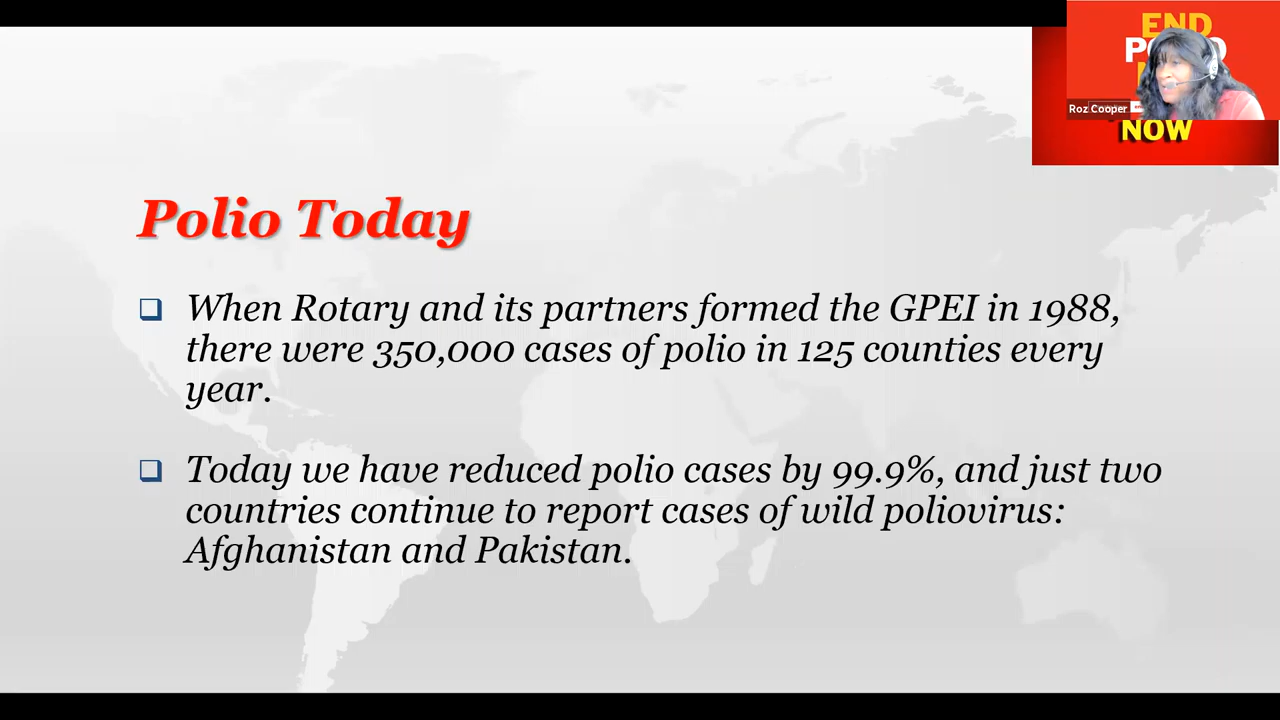 END
Roz Cooper
NOW
Polio Today
When Rotary and its partners formed the GPEI in 1988,
there were 350,000 cases of polio in 125 counties every
year.
Today we have reduced polio cases by 99.9%, and just two
countries continue to report cases of wild poliovirus:
Afghanistan and Pakistan.